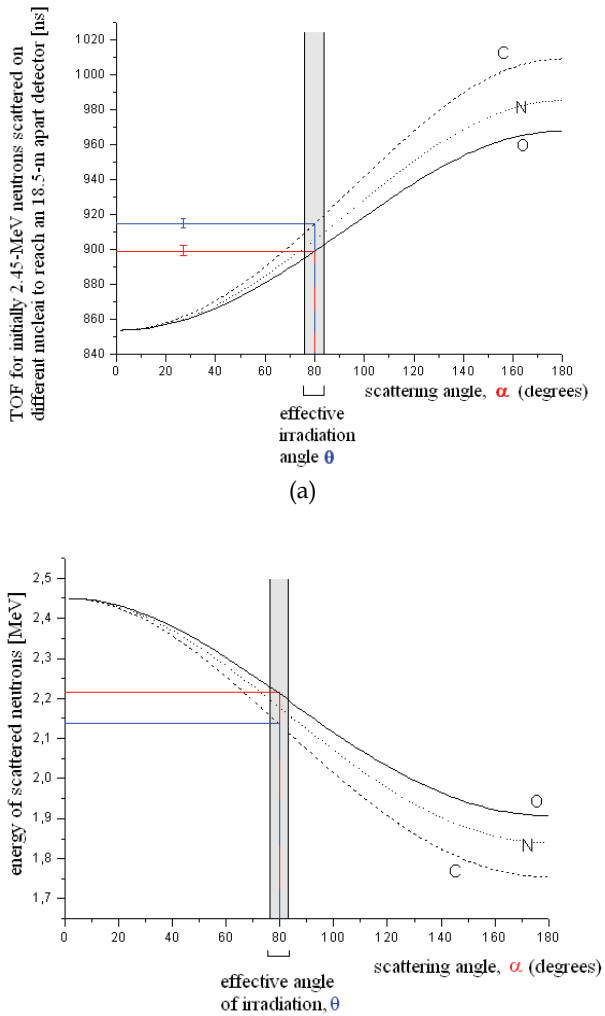 TOF for initially 2.45-MeV neutrons scattered on
different nuclei to reach an 18.5-m apart detector [ns]
1020
1000
980
960
940
920
900
880
860
840
C
N
O
0 20 40 60 80 100 120 140 160 180
scattering angle, α (degrees)
effective
irradiation
angle θ
(a)
energy of scattered neutrons [MeV]
2,5
2,4
2,3
2,2
2,1
2,0
1,9
1,8
1,7
O
N
C
0 20 40 60 80 100 120 140 160 180
scattering angle, α (degrees)
effective angle
of irradiation, θ